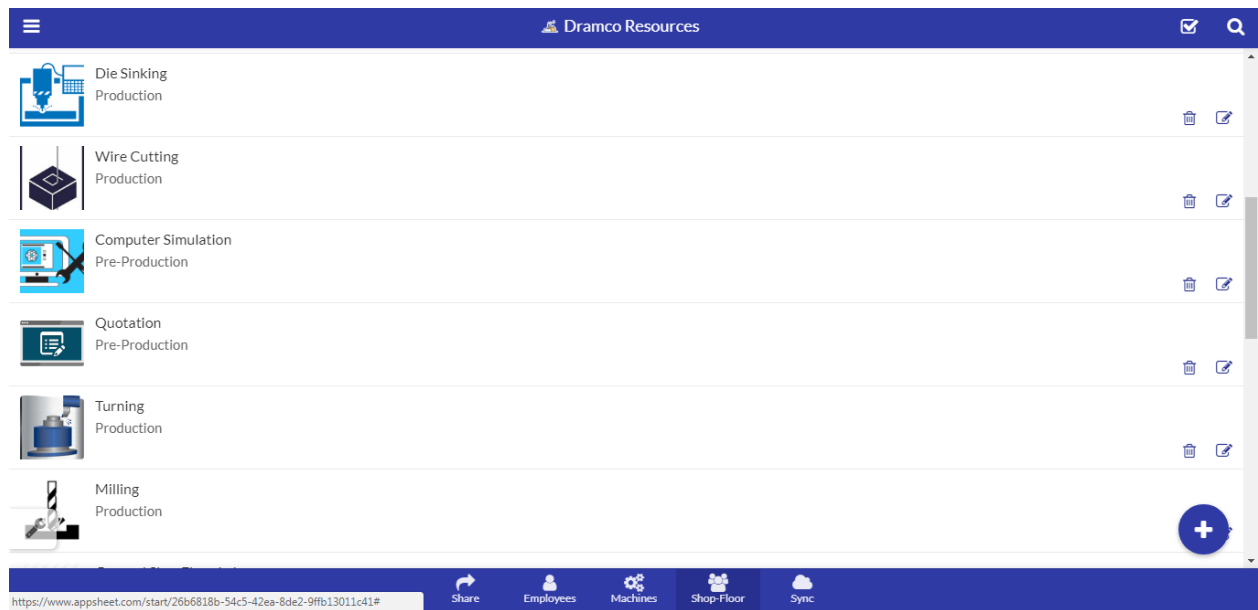 Dramco Resources
Die Sinking
Production
Wire Cutting
Production
Computer Simulation
Pre-Production
Quotation
Pre-Production
Turning
Production
Milling
Production
Share
Employees
Machines
Shop-Floor
Sync
https://www.appsheet.com/start/26b6818b-54c5-42ea-8de2-9ffb13011c41#